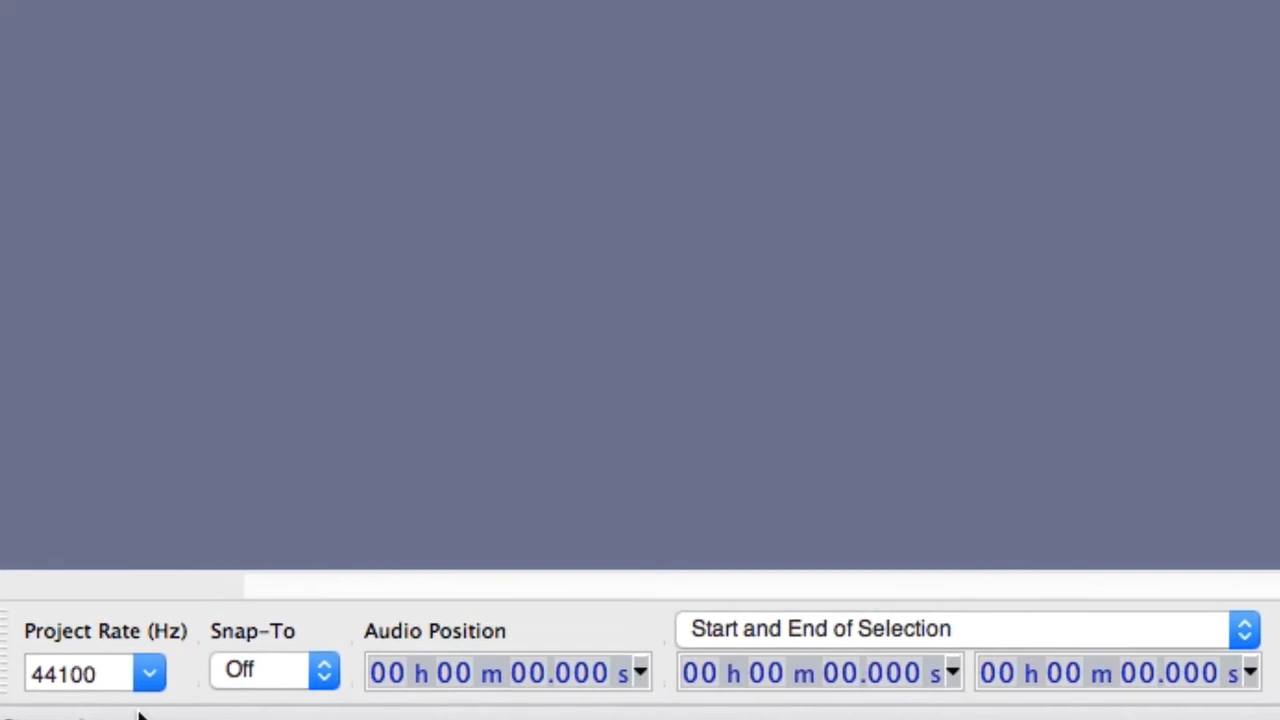 Project Rate (Hz) Snap-To Audio Position Start and End of Selection
44100 Off 00 h 00 m 00.000 s 00 h 00 m 00.000 s 00 h 00 m 00.000 s